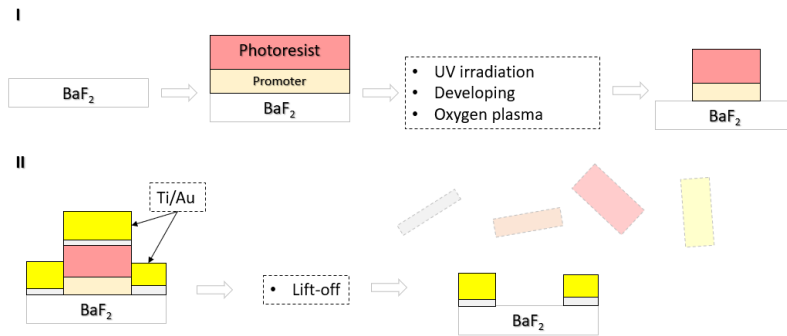 I
BaF2
Photoresist
Promoter
BaF2
• UV irradiation
• Developing
• Oxygen plasma
BaF2
II
Ti/Au
BaF2
• Lift-off
BaF2